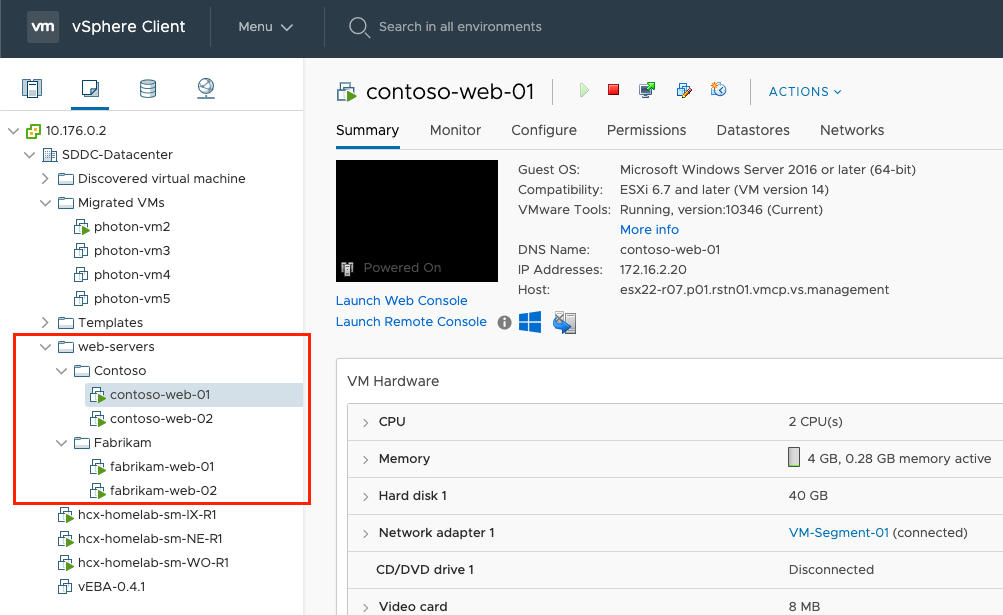 vm vSphere Client Menu Search in all environments
10.176.0.2
SDDC-Datacenter
Discovered virtual machine
Migrated VMs
photon-vm2
photon-vm3
photon-vm4
photon-vm5
Templates
web-servers
Contoso
contoso-web-01
contoso-web-02
Fabrikam
fabrikam-web-01
fabrikam-web-02
hcx-homelab-sm-IX-R1
hcx-homelab-sm-NE-R1
hcx-homelab-sm-WO-R1
vEBA-0.4.1
contoso-web-01 ACTIONS
Summary Monitor Configure Permissions Datastores Networks
Powered On
Launch Web Console
Launch Remote Console
Guest OS: Microsoft Windows Server 2016 or later (64-bit)
Compatibility: ESXi 6.7 and later (VM version 14)
VMware Tools: Running, version:10346 (Current)
More info
DNS Name: contoso-web-01
IP Addresses: 172.16.2.20
Host: esx22-r07.p01.rstn01.vmcp.vs.management
VM Hardware
CPU 2 CPU(s)
Memory 4 GB, 0.28 GB memory active
Hard disk 1 40 GB
Network adapter 1 VM-Segment-01 (connected)
CD/DVD drive 1 Disconnected
Video card 8 MB